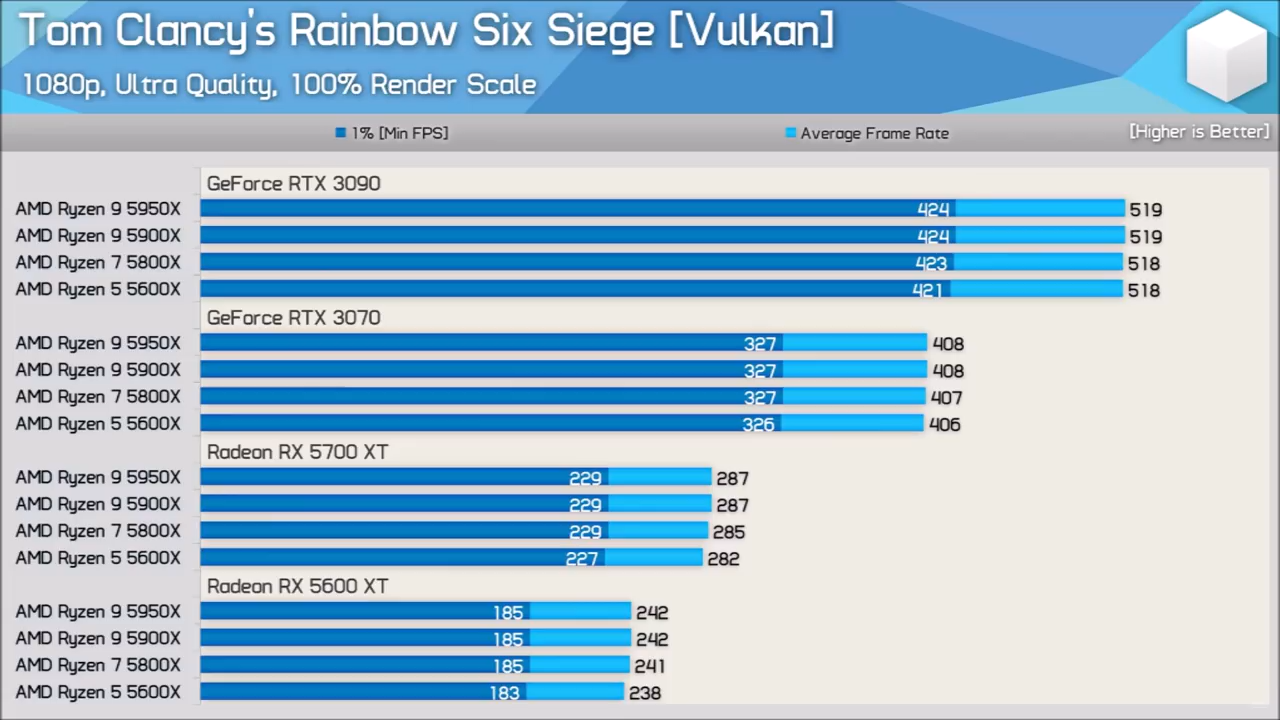 Tom Clancy's Rainbow Six Siege [Vulkan]
1080p, Ultra Quality, 100% Render Scale
1% [Min FPS] Average Frame Rate [Higher is Better]
GeForce RTX 3090
AMD Ryzen 9 5950X 424 519
AMD Ryzen 9 5900X 424 519
AMD Ryzen 7 5800X 423 518
AMD Ryzen 5 5600X 421 518
GeForce RTX 3070
AMD Ryzen 9 5950X 327 408
AMD Ryzen 9 5900X 327 408
AMD Ryzen 7 5800X 327 407
AMD Ryzen 5 5600X 326 406
Radeon RX 5700 XT
AMD Ryzen 9 5950X 229 287
AMD Ryzen 9 5900X 229 287
AMD Ryzen 7 5800X 229 285
AMD Ryzen 5 5600X 227 282
Radeon RX 5600 XT
AMD Ryzen 9 5950X 185 242
AMD Ryzen 9 5900X 185 242
AMD Ryzen 7 5800X 185 241
AMD Ryzen 5 5600X 183 238